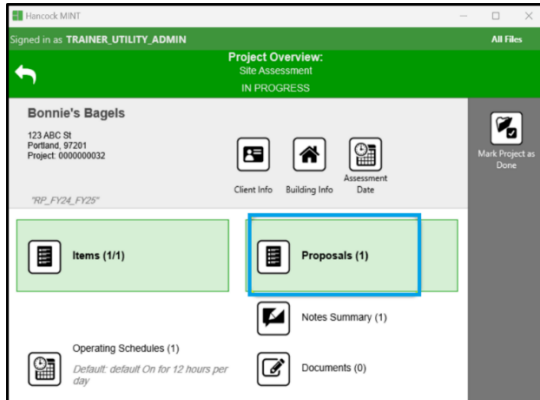 Hancock MINT
Signed in as TRAINER_UTILITY_ADMIN
All Files
Project Overview:
Site Assessment
IN PROGRESS
Bonnie's Bagels
123 ABC St
Portland, 97201
Project: 0000000032
"RP_FY24_FY25"
Client Info
Building Info
Assessment
Date
Mark Project as
Done
Items (1/1)
Proposals (1)
Notes Summary (1)
Operating Schedules (1)
Default: default On for 12 hours per
day
Documents (0)